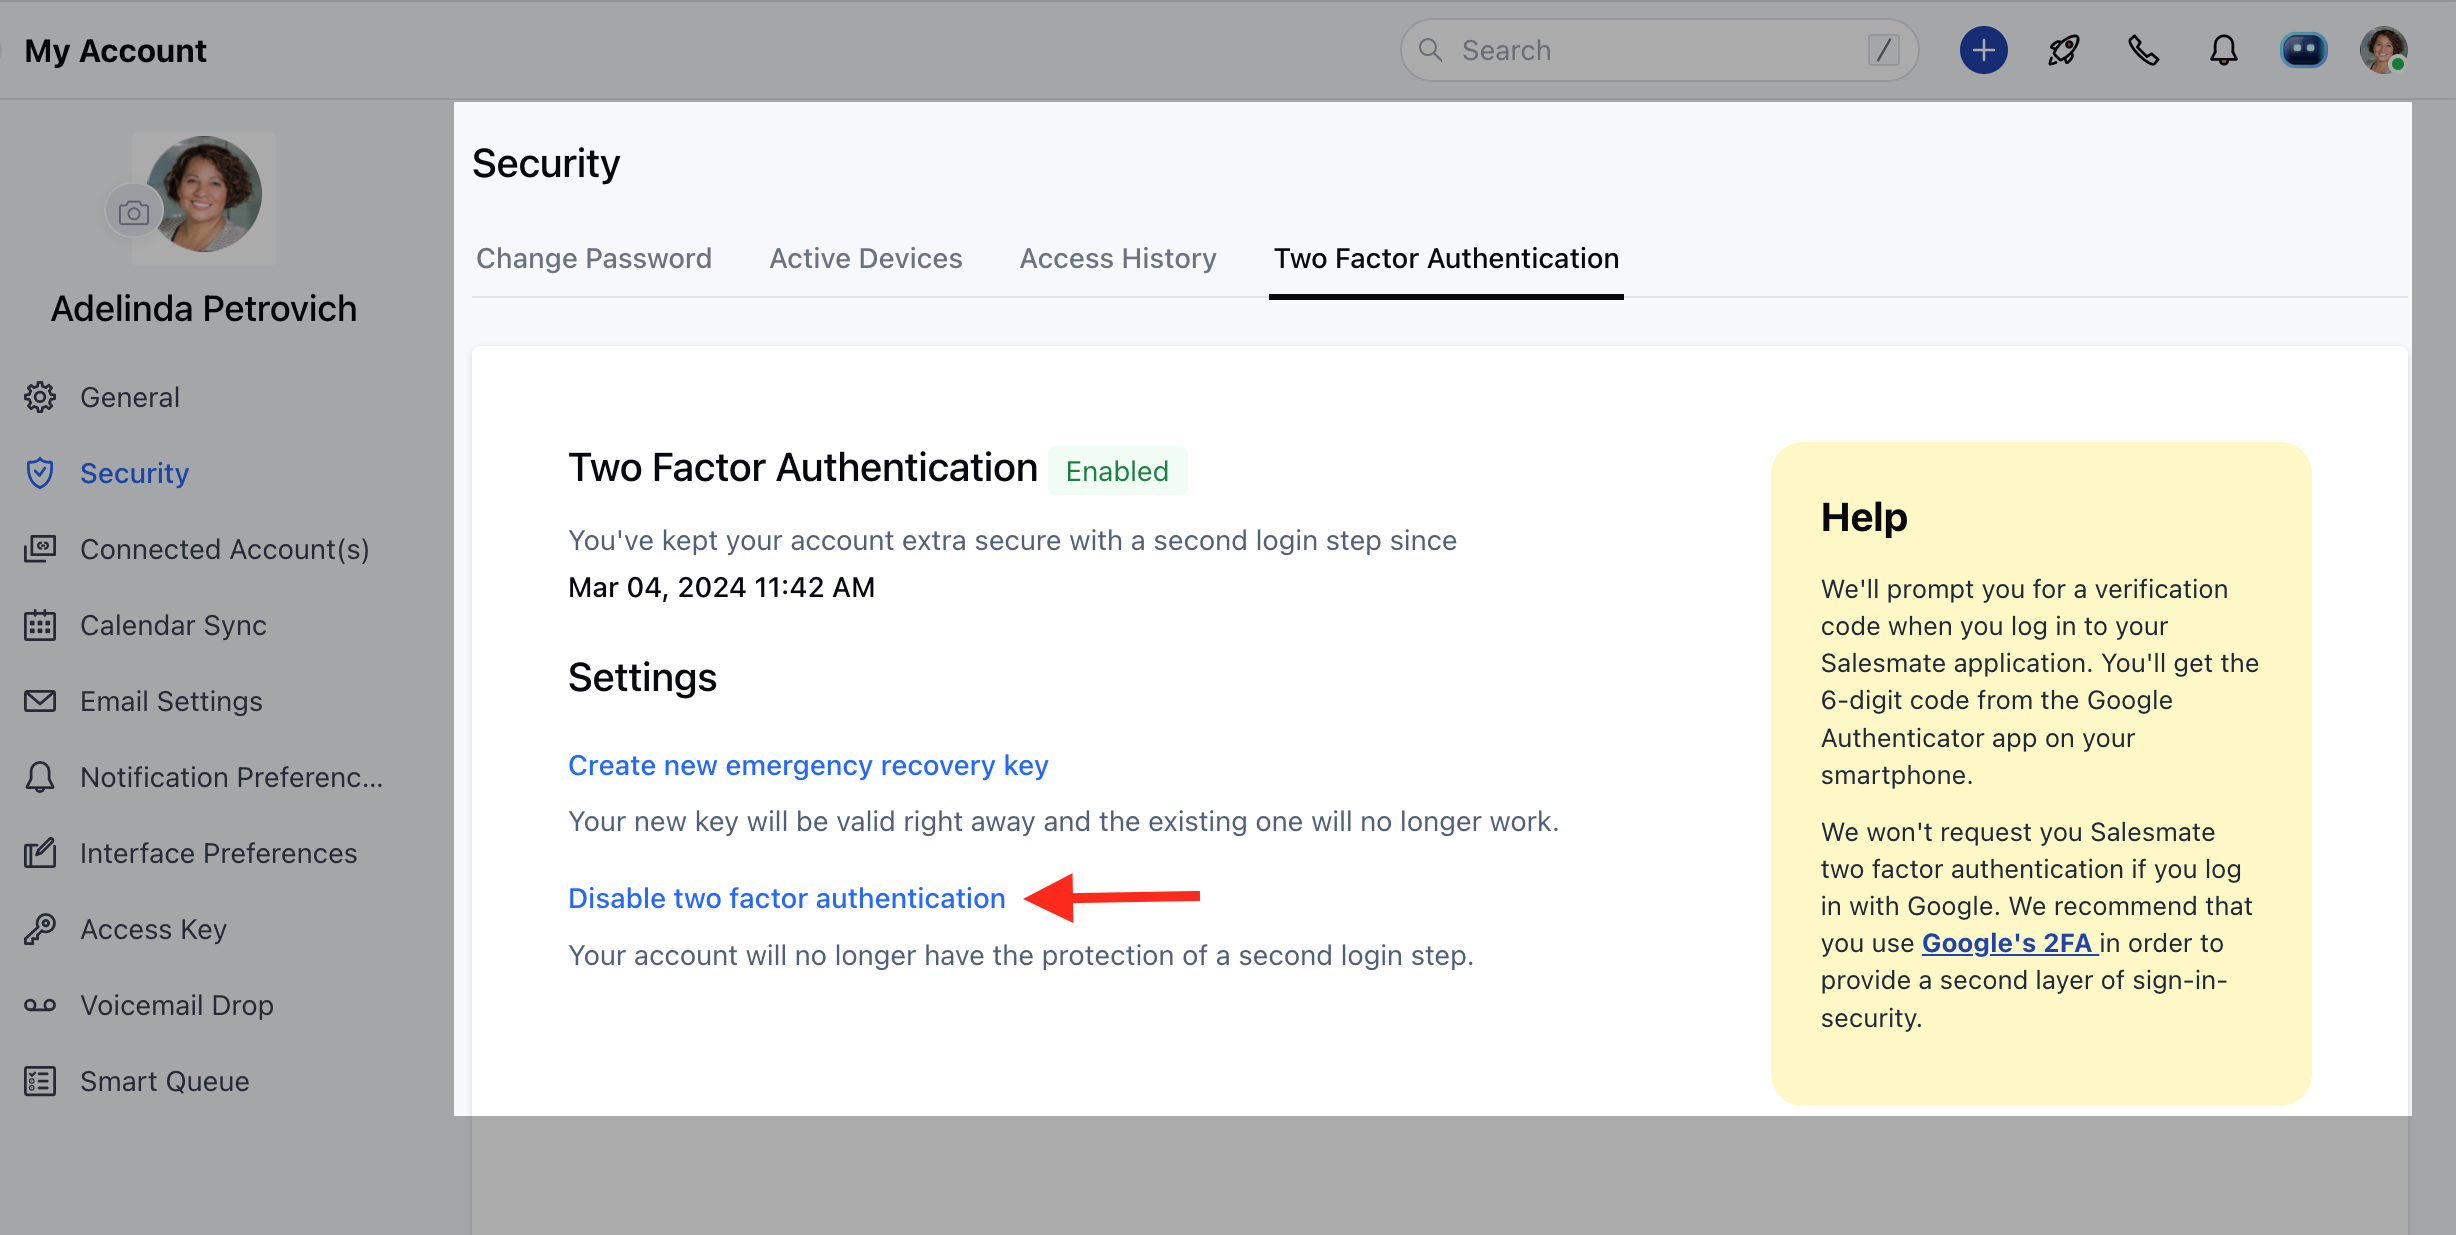 My Account
Search
/
Adelinda Petrovich
General
Security
Connected Account(s)
Calendar Sync
Email Settings
Notification Preferenc...
Interface Preferences
Access Key
Voicemail Drop
Smart Queue
Security
Change Password
Active Devices
Access History
Two Factor Authentication
Two Factor Authentication
Enabled
You've kept your account extra secure with a second login step since
Mar 04, 2024 11:42 AM
Settings
Create new emergency recovery key
Your new key will be valid right away and the existing one will no longer work.
Disable two factor authentication
Your account will no longer have the protection of a second login step.
Help
We'll prompt you for a verification
code when you log in to your
Salesmate application. You'll get the
6-digit code from the Google
Authenticator app on your
smartphone.
We won't request you Salesmate
two factor authentication if you log
in with Google. We recommend that
you use Google's 2FA in order to
provide a second layer of sign-in-
security.